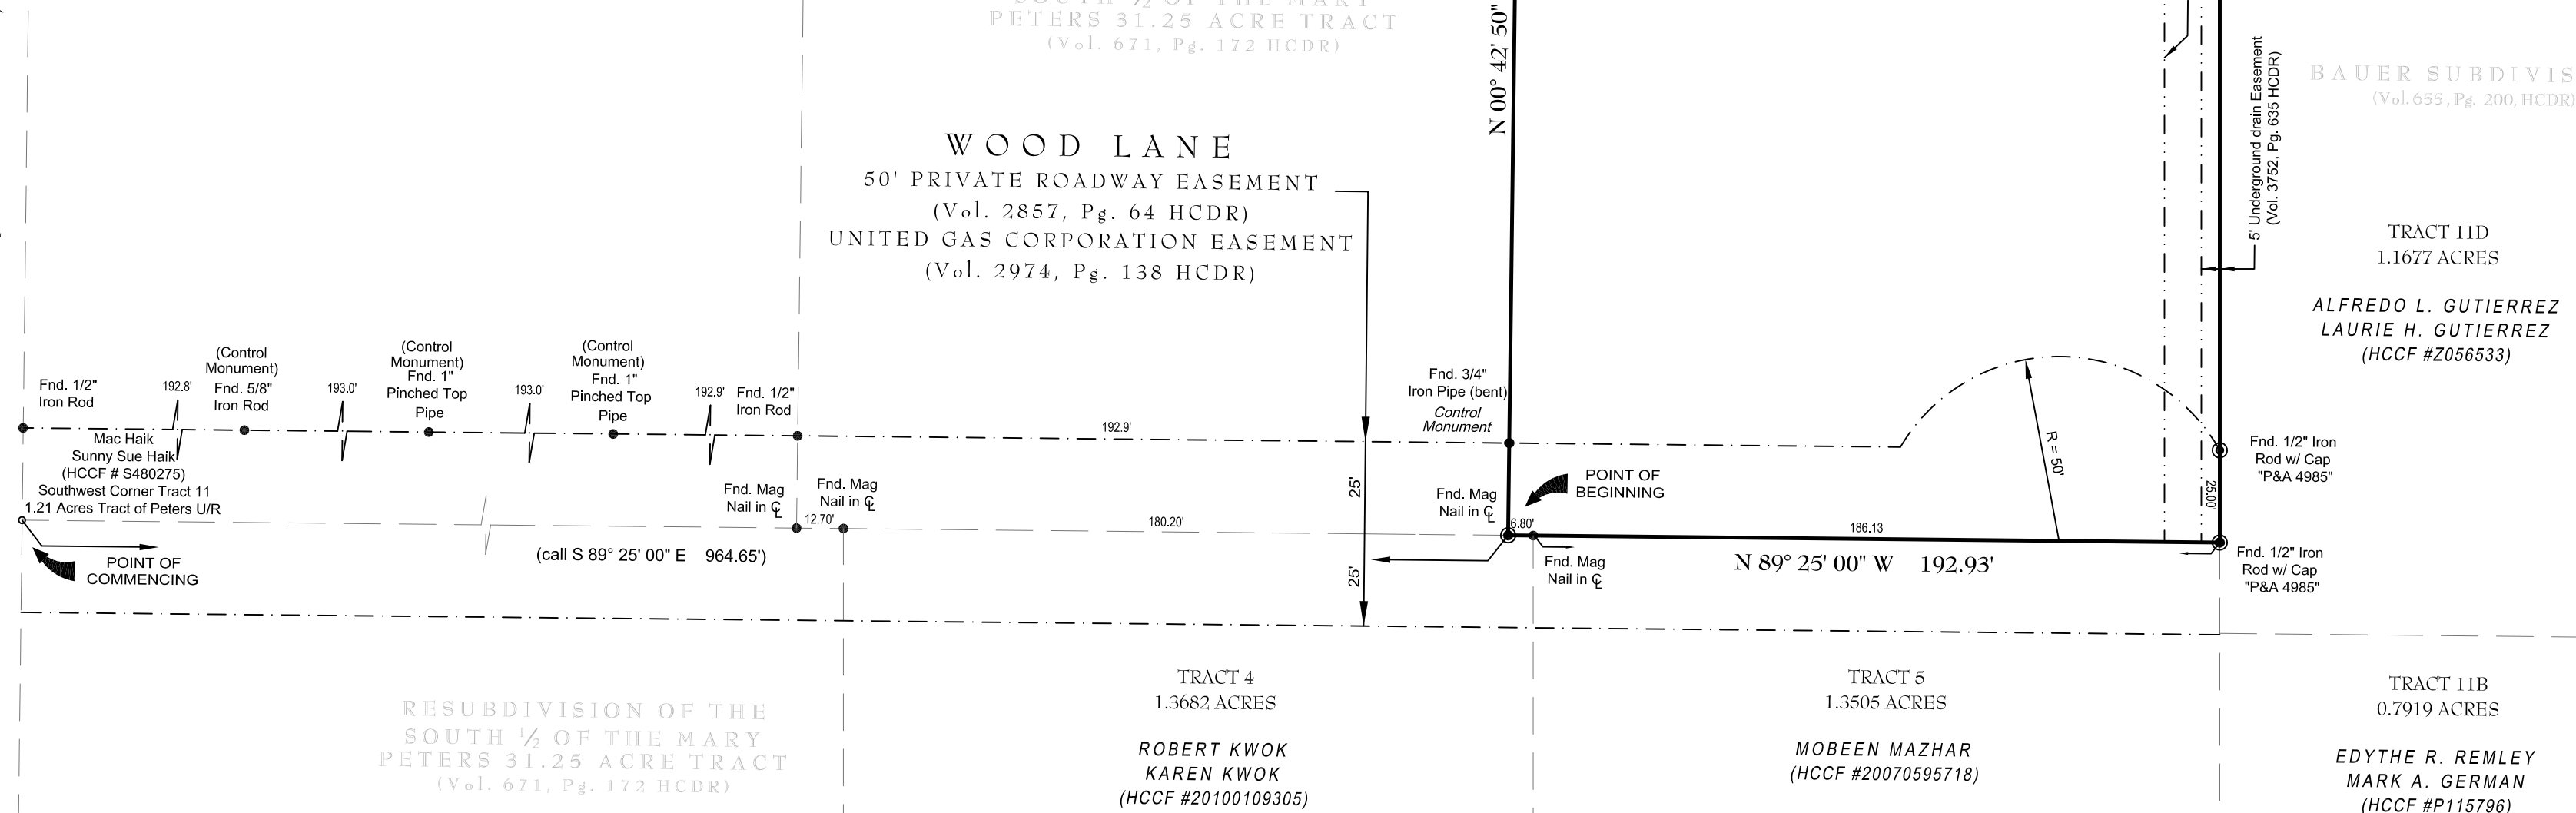 SOUTH ½ OF THE MARY
PETERS 31.25 ACRE TRACT
(Vol. 671, Pg. 172 HCDR)
N 00° 42' 50"
5' Underground drain Easement
(Vol. 3752, Pg. 635 HCDR)
BAUER SUBDIVIS
(Vol. 655, Pg. 200, HCDR)
WOOD LANE
50' PRIVATE ROADWAY EASEMENT
(Vol. 2857, Pg. 64 HCDR)
UNITED GAS CORPORATION EASEMENT
(Vol. 2974, Pg. 138 HCDR)
TRACT 11D
1.1677 ACRES
ALFREDO L. GUTIERREZ
LAURIE H. GUTIERREZ
(HCCF #Z056533)
Fnd. 1/2"
Iron Rod
192.8'
(Control
Monument)
Fnd. 5/8"
Iron Rod
193.0'
(Control
Monument)
Fnd. 1"
Pinched Top
Pipe
193.0'
(Control
Monument)
Fnd. 1"
Pinched Top
Pipe
192.9'
Fnd. 1/2"
Iron Rod
192.9'
Fnd. 3/4"
Iron Pipe (bent)
Control
Monument
R = 50'
Fnd. 1/2" Iron
Rod w/ Cap
"P&A 4985"
Mac Haik
Sunny Sue Haik
(HCCF # S480275)
Southwest Corner Tract 11
1.21 Acres Tract of Peters U/R
Fnd. Mag
Nail in ℄
Fnd. Mag
Nail in ℄
25'
Fnd. Mag
Nail in ℄
POINT OF
BEGINNING
25.00'
12.70'
180.20'
6.80'
186.13
POINT OF
COMMENCING
(call S 89° 25' 00" E 964.65')
25'
Fnd. Mag
Nail in ℄
N 89° 25' 00" W 192.93'
Fnd. 1/2" Iron
Rod w/ Cap
"P&A 4985"
RESUBDIVISION OF THE
SOUTH ½ OF THE MARY
PETERS 31.25 ACRE TRACT
(Vol. 671, Pg. 172 HCDR)
TRACT 4
1.3682 ACRES
ROBERT KWOK
KAREN KWOK
(HCCF #20100109305)
TRACT 5
1.3505 ACRES
MOBEEN MAZHAR
(HCCF #20070595718)
TRACT 11B
0.7919 ACRES
EDYTHE R. REMLEY
MARK A. GERMAN
(HCCF #P115796)